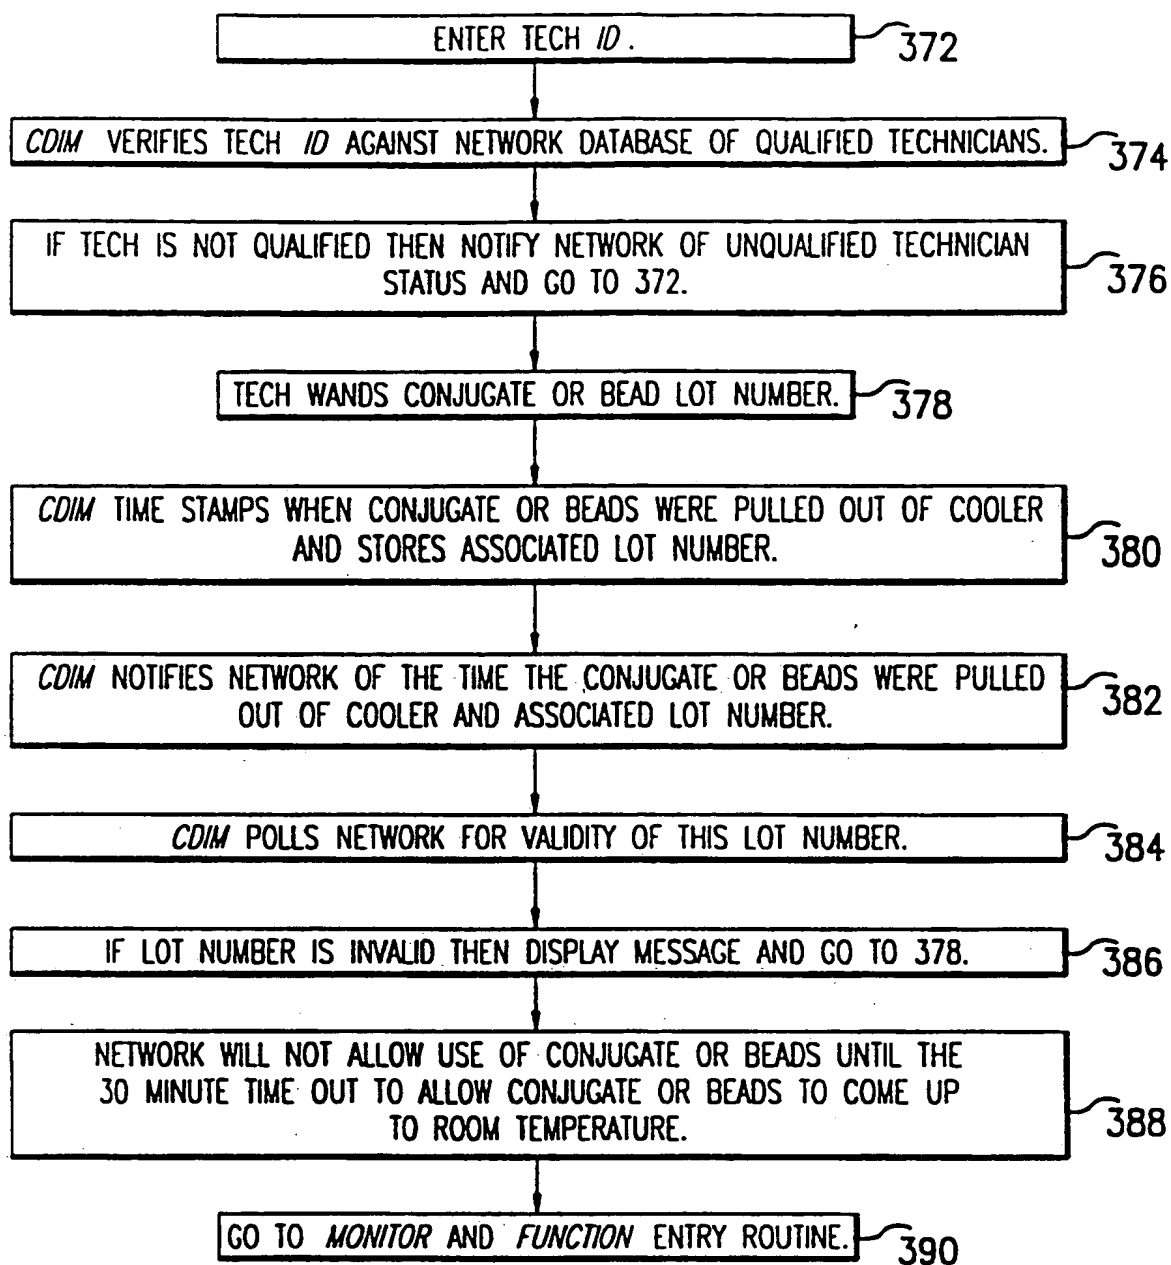 ENTER TECH ID.
372
CDIM VERIFIES TECH ID AGAINST NETWORK DATABASE OF QUALIFIED TECHNICIANS.
374
IF TECH IS NOT QUALIFIED THEN NOTIFY NETWORK OF UNQUALIFIED TECHNICIAN
STATUS AND GO TO 372.
376
TECH WANDS CONJUGATE OR BEAD LOT NUMBER.
378
CDIM TIME STAMPS WHEN CONJUGATE OR BEADS WERE PULLED OUT OF COOLER
AND STORES ASSOCIATED LOT NUMBER.
380
CDIM NOTIFIES NETWORK OF THE TIME THE CONJUGATE OR BEADS WERE PULLED
OUT OF COOLER AND ASSOCIATED LOT NUMBER.
382
CDIM POLLS NETWORK FOR VALIDITY OF THIS LOT NUMBER.
384
IF LOT NUMBER IS INVALID THEN DISPLAY MESSAGE AND GO TO 378.
386
NETWORK WILL NOT ALLOW USE OF CONJUGATE OR BEADS UNTIL THE
30 MINUTE TIME OUT TO ALLOW CONJUGATE OR BEADS TO COME UP
TO ROOM TEMPERATURE.
388
GO TO MONITOR AND FUNCTION ENTRY ROUTINE.
390